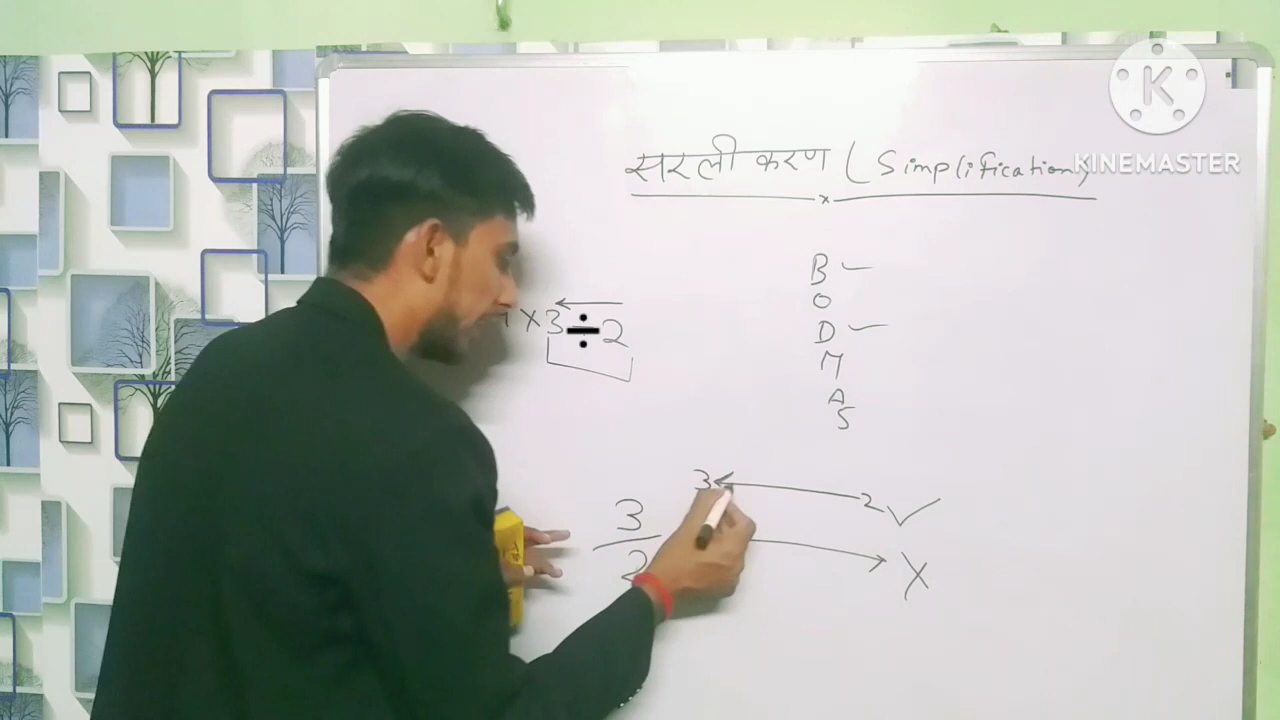 K
KINEMASTER
सरलीकरण (Simplification)
x
B ✓
O
D ✓
M
A
S
× 3 ÷ 2
3 ← 2 ✓
3
2
→ X